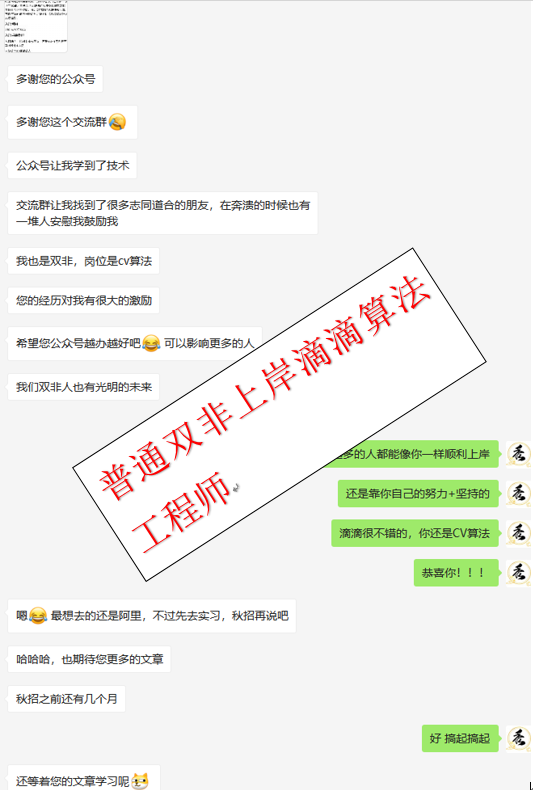 多谢您的公众号
多谢您这个交流群
公众号让我学到了技术
交流群让我找到了很多志同道合的朋友，在奔溃的时候也有
一堆人安慰我鼓励我
我也是双非，岗位是cv算法
您的经历对我有很大的激励
希望您公众号越办越好吧😂 可以影响更多的人
我们双非人也有光明的未来
普通双非上岸滴滴算法
工程师
多的人都能像你一样顺利上岸
还是靠你自己的努力+坚持的
滴滴很不错的，你还是CV算法
恭喜你！！！
嗯😂 最想去的还是阿里，不过先去实习，秋招再说吧
哈哈哈，也期待您更多的文章
秋招之前还有几个月
好 搞起搞起
还等着您的文章学习呢